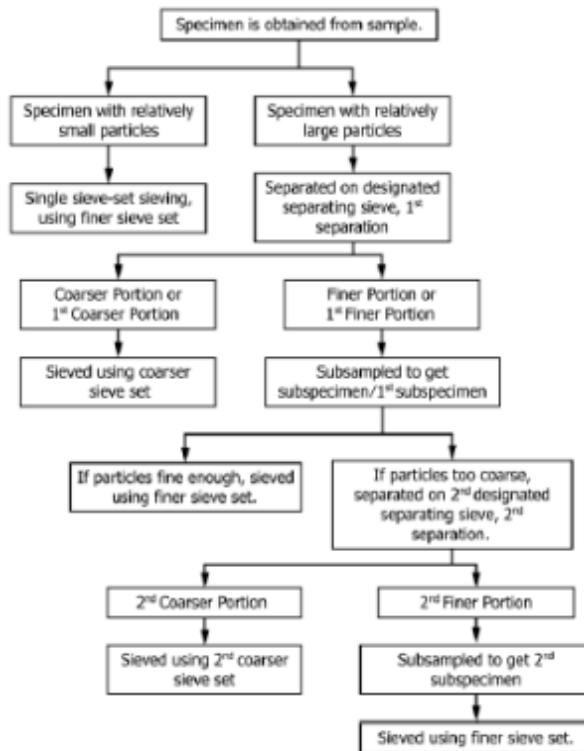 Specimen is obtained from sample.
Specimen with relatively
small particles
Specimen with relatively
large particles
Single sieve-set sieving,
using finer sieve set
Separated on designated
separating sieve, 1st
separation
Coarser Portion or
1st Coarser Portion
Finer Portion or
1st Finer Portion
Sieved using coarser
sieve set
Subsampled to get
subspecimen/1st subspecimen
If particles fine enough, sieved
using finer sieve set.
If particles too coarse,
separated on 2nd designated
separating sieve, 2nd
separation.
2nd Coarser Portion
2nd Finer Portion
Sieved using 2nd coarser
sieve set
Subsampled to get 2nd
subspecimen
Sieved using finer sieve set.